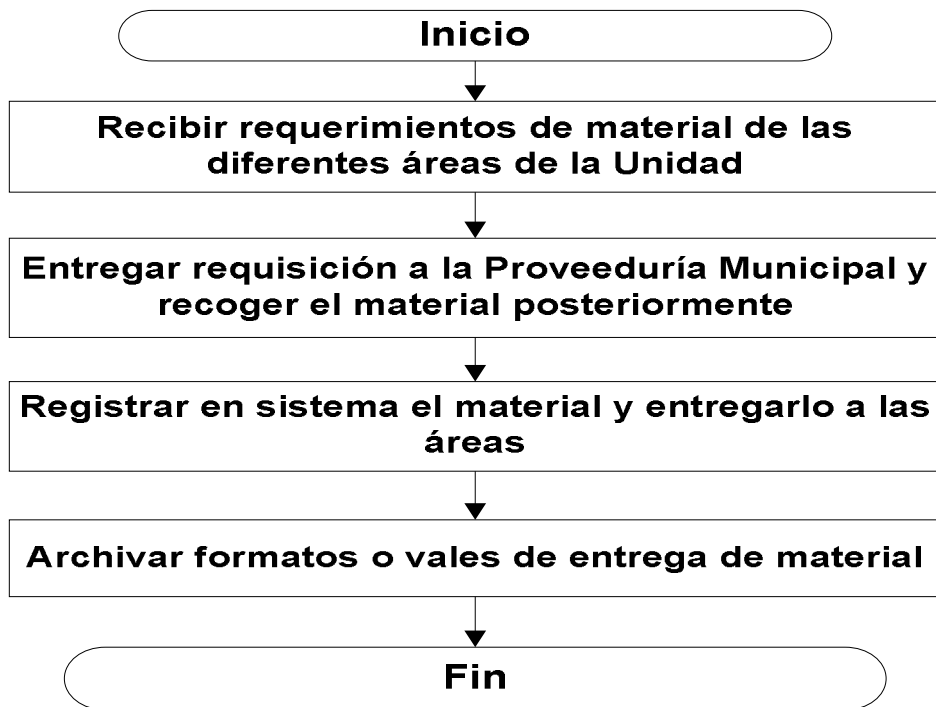 Inicio
Recibir requerimientos de material de las
diferentes áreas de la Unidad
Entregar requisición a la Proveeduría Municipal y
recoger el material posteriormente
Registrar en sistema el material y entregarlo a las
áreas
Archivar formatos o vales de entrega de material
Fin